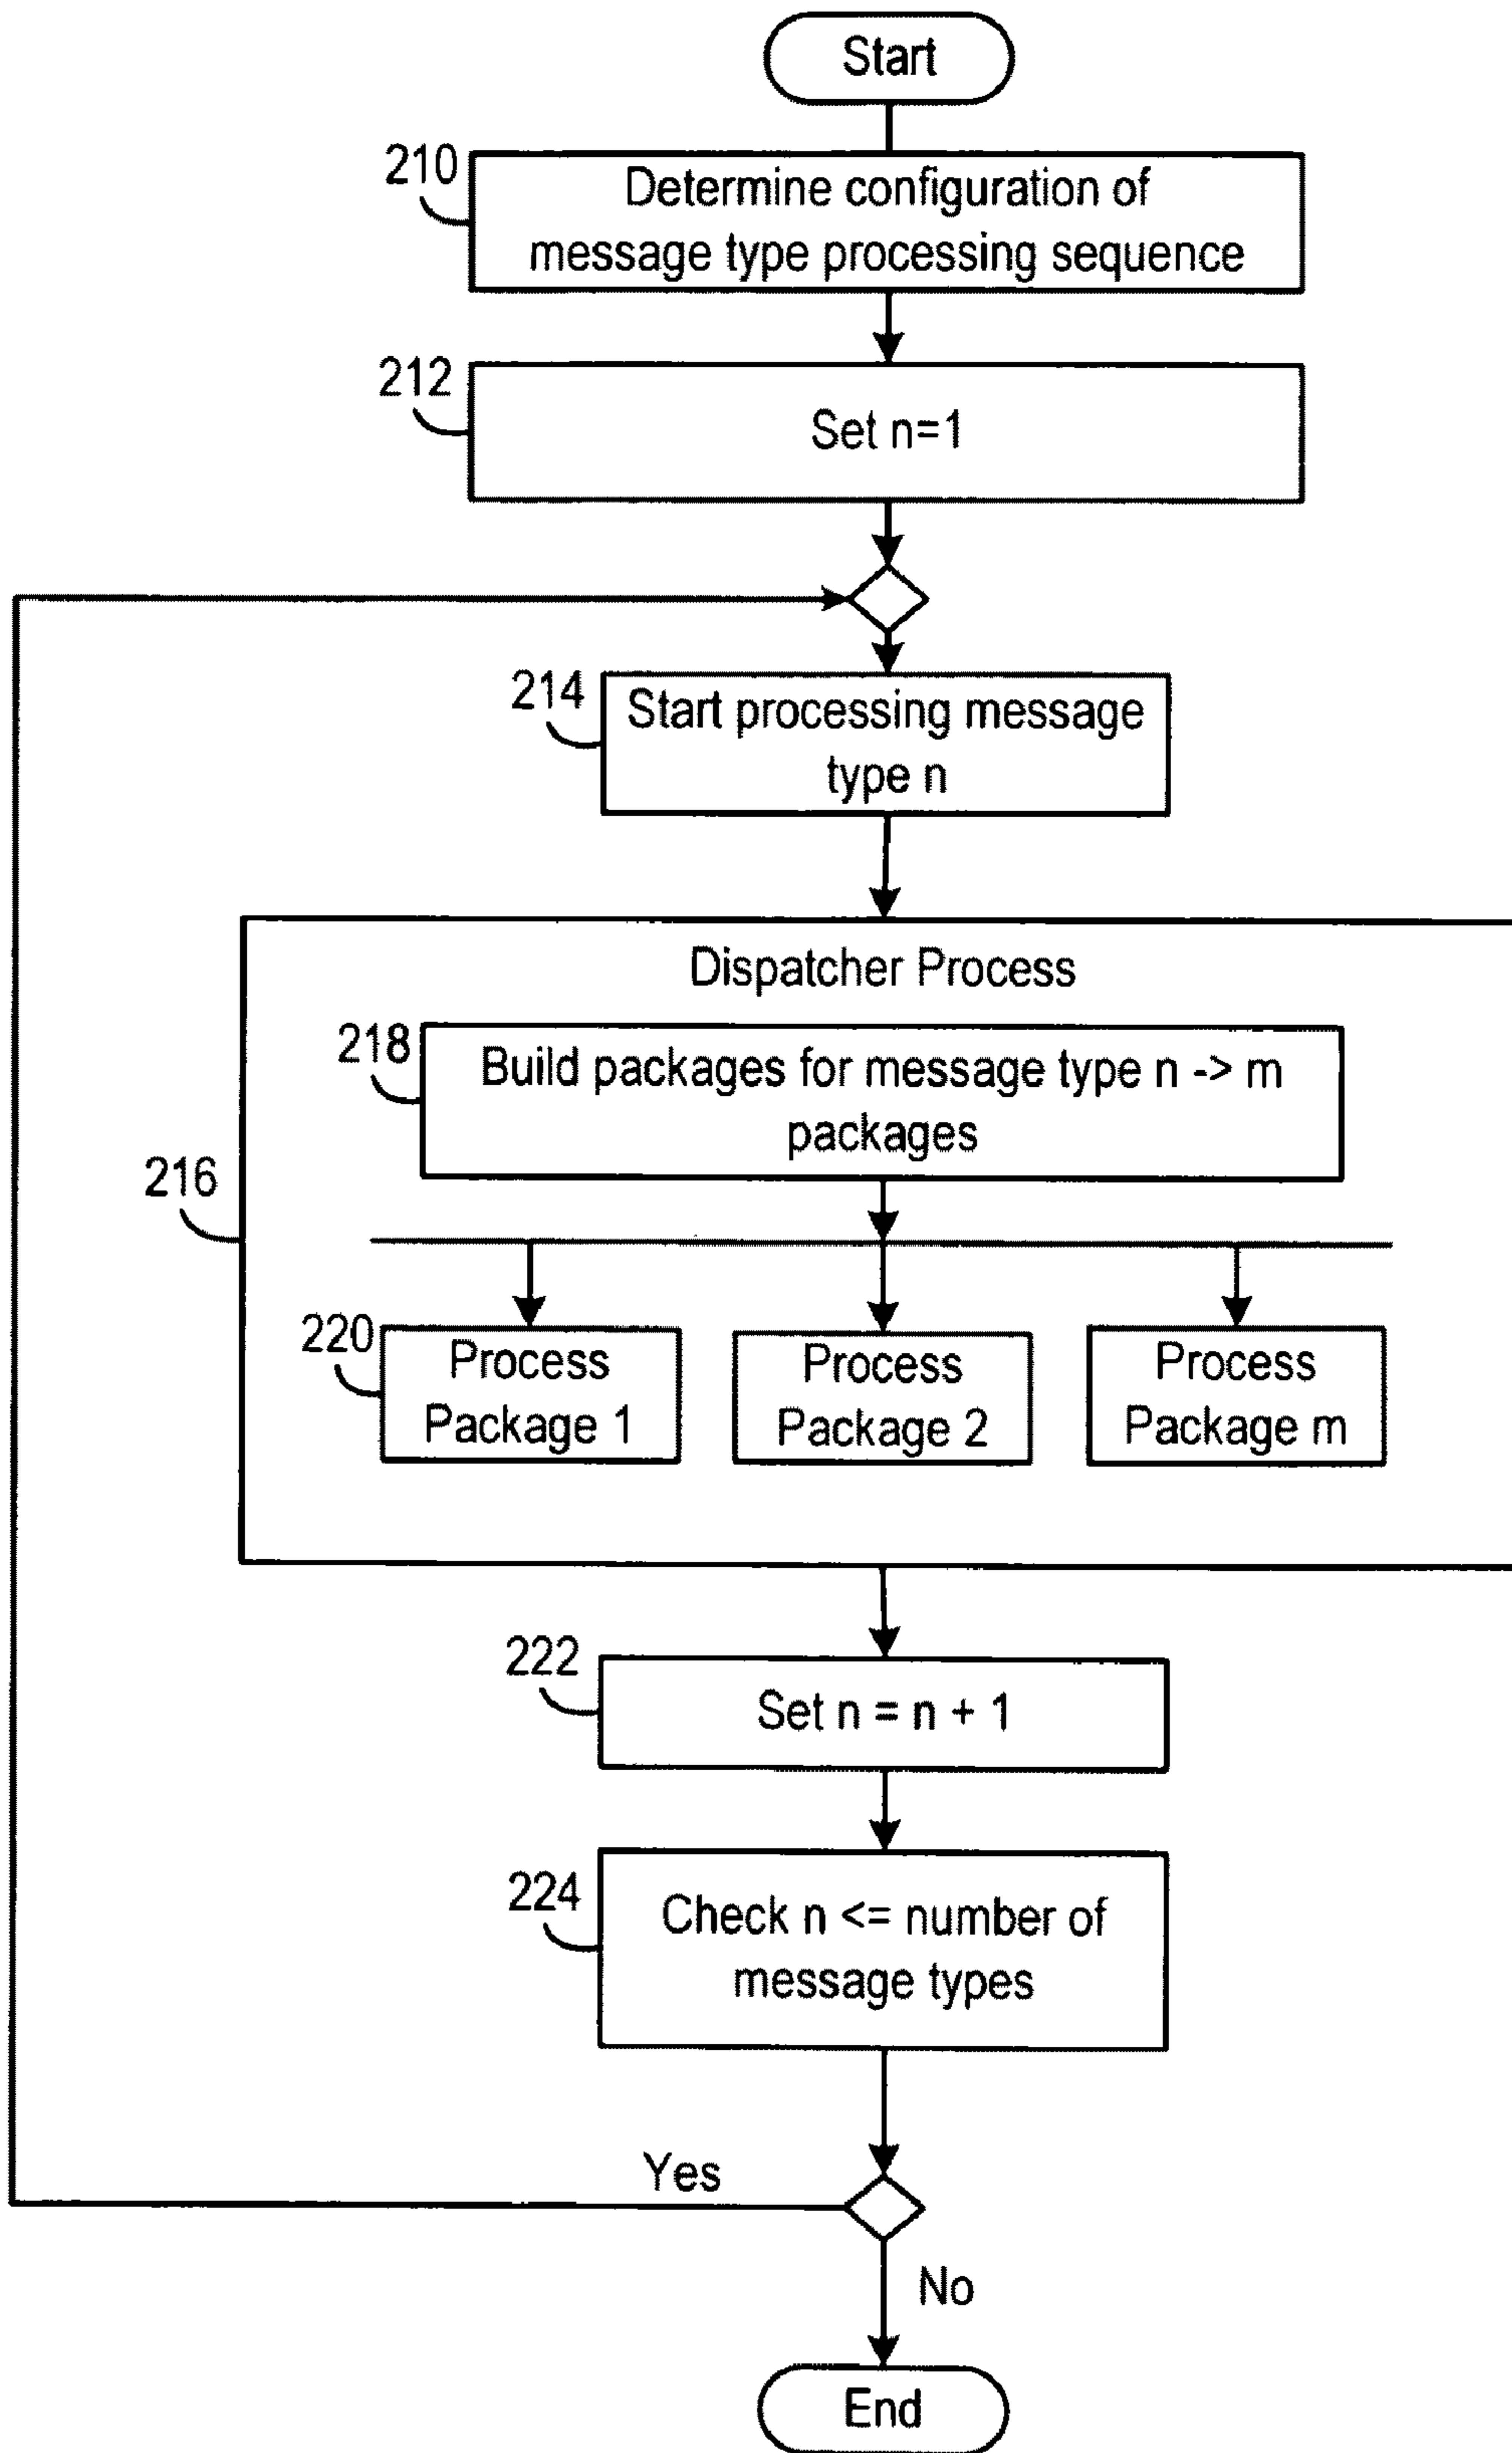 Start
210
Determine configuration of
message type processing sequence
212
Set n=1
214
Start processing message
type n
Dispatcher Process
218
Build packages for message type n -> m
packages
216
220
Process
Package 1
Process
Package 2
Process
Package m
222
Set n = n + 1
224
Check n <= number of
message types
Yes
No
End